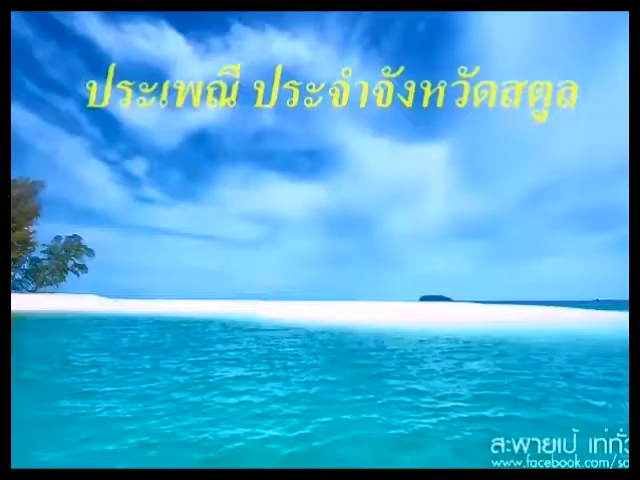 ประเพณี ประจำจังหวัดสตูล
สะพายเป้ เท่ทั่ว
www.facebook.com/sa